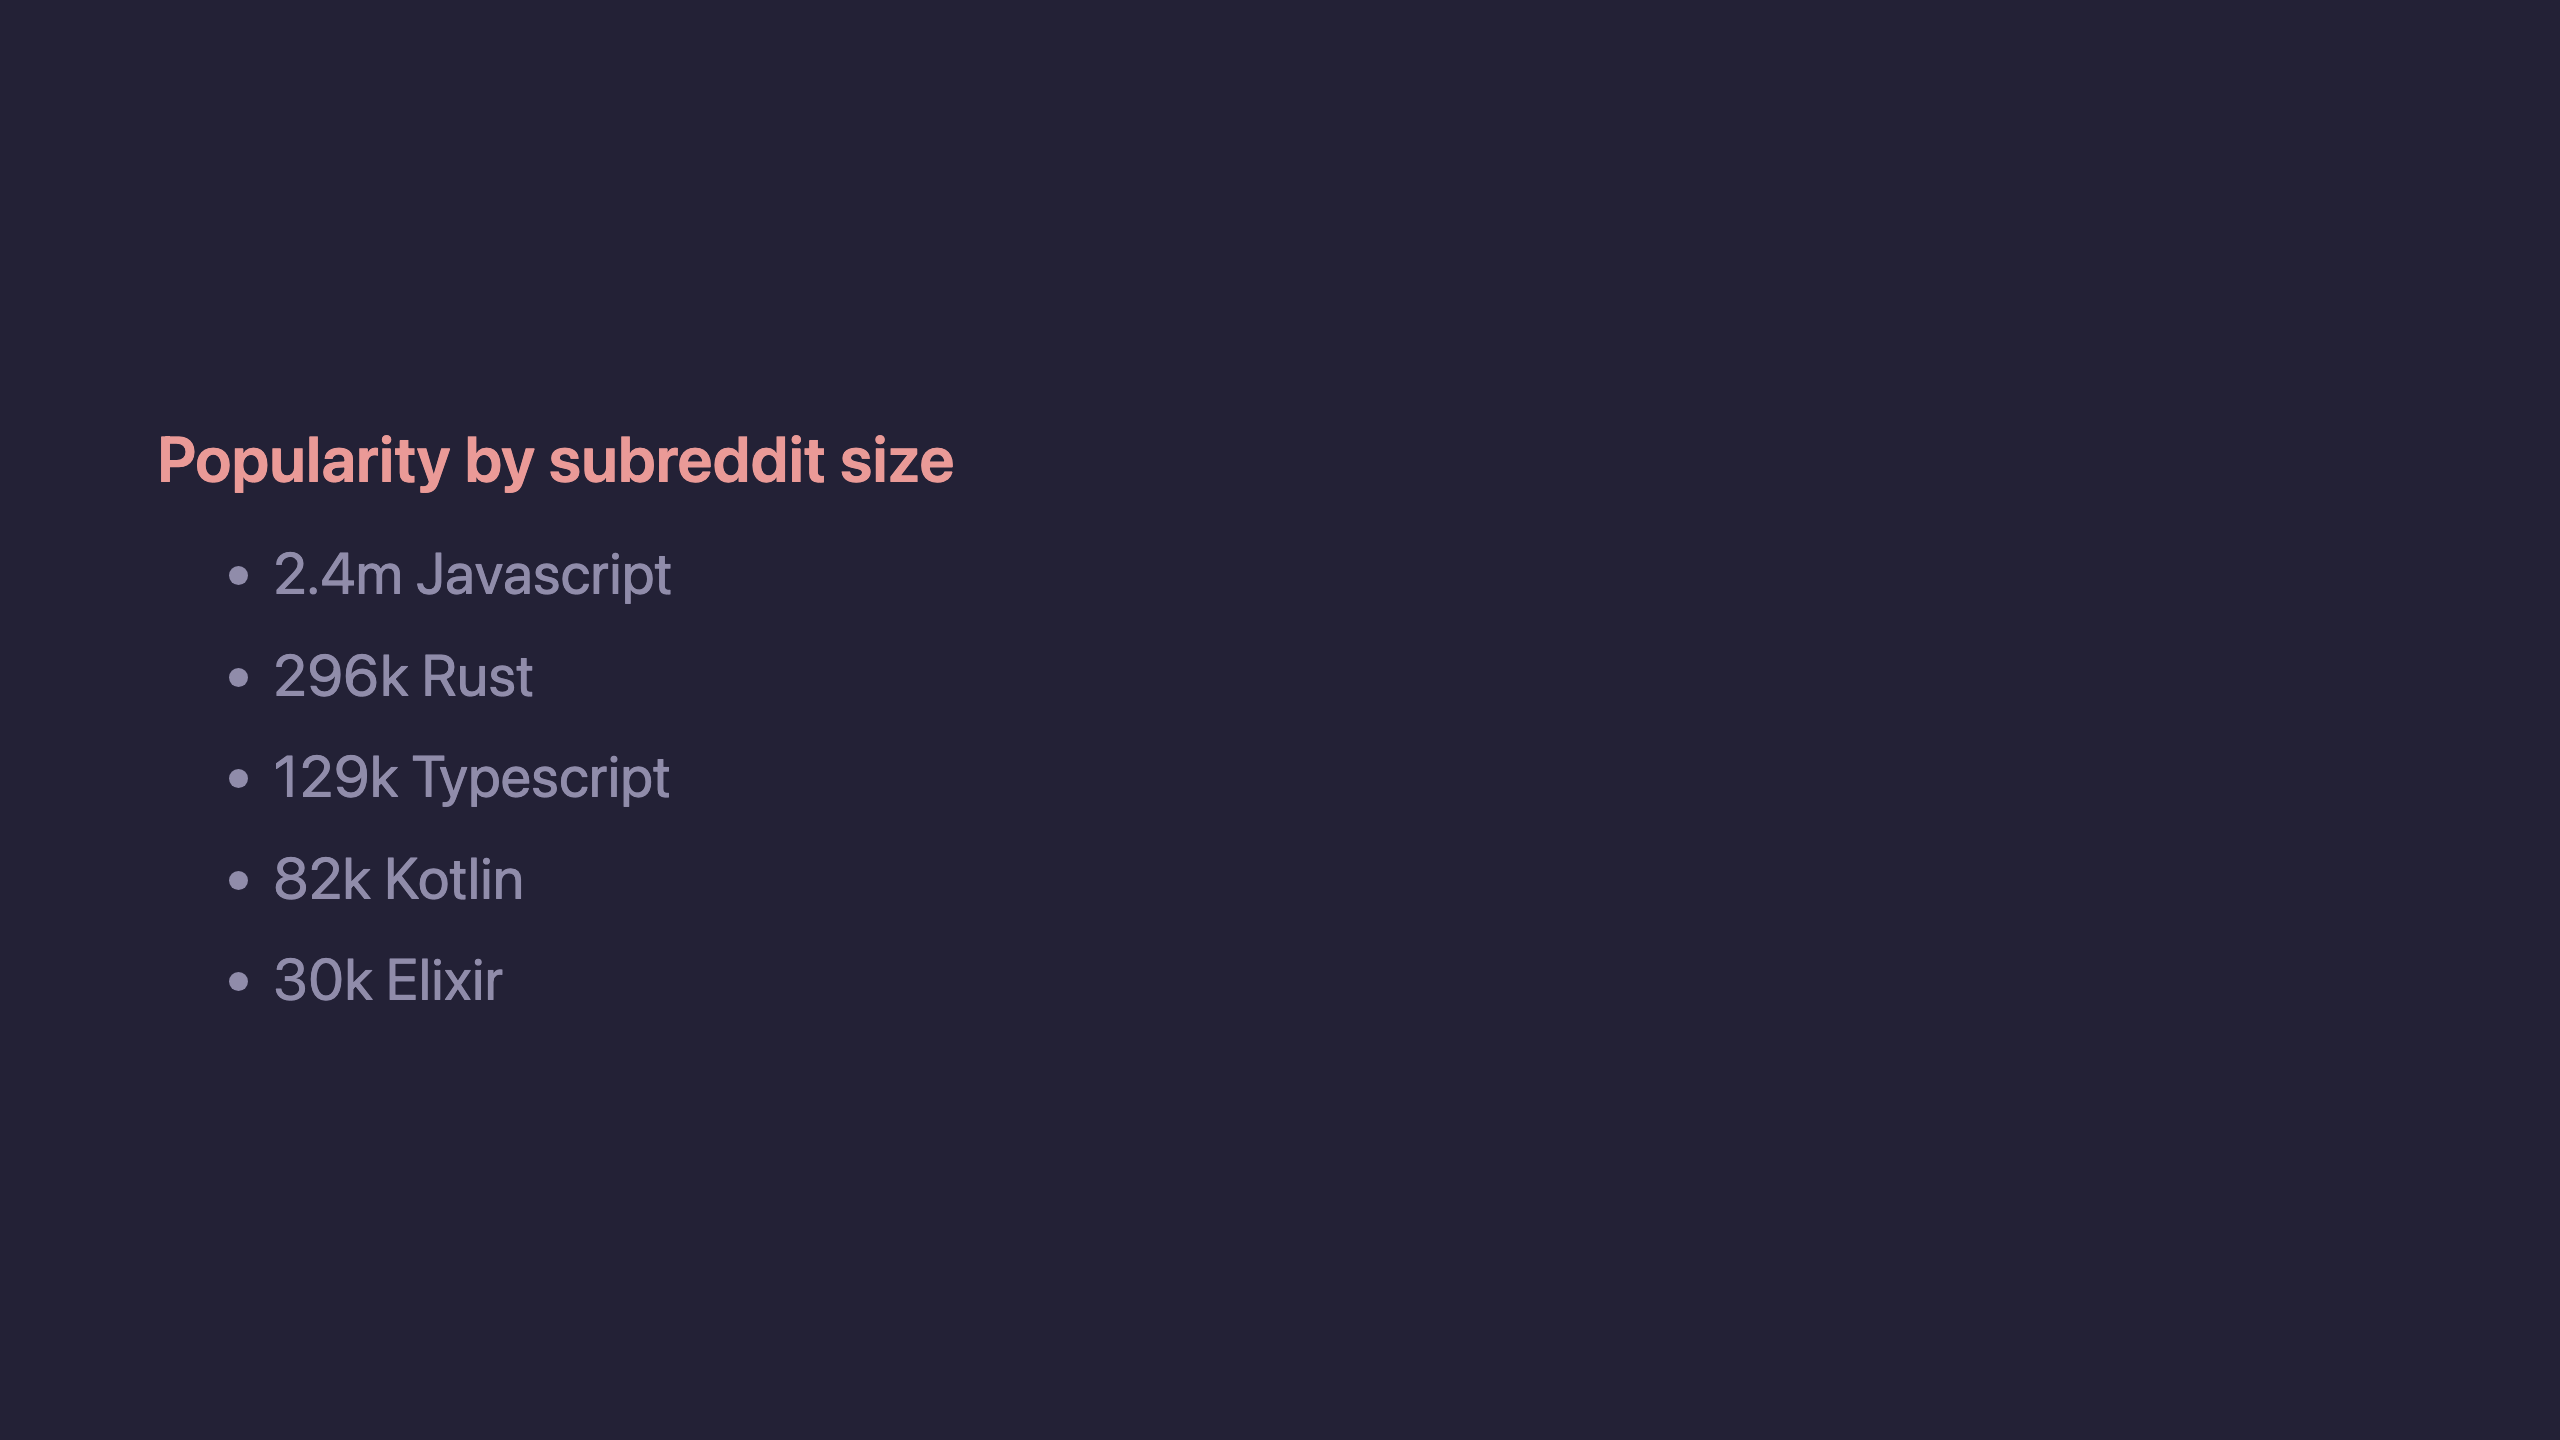 Popularity by subreddit size
• 2.4m Javascript
• 296k Rust
• 129k Typescript
• 82k Kotlin
• 30k Elixir